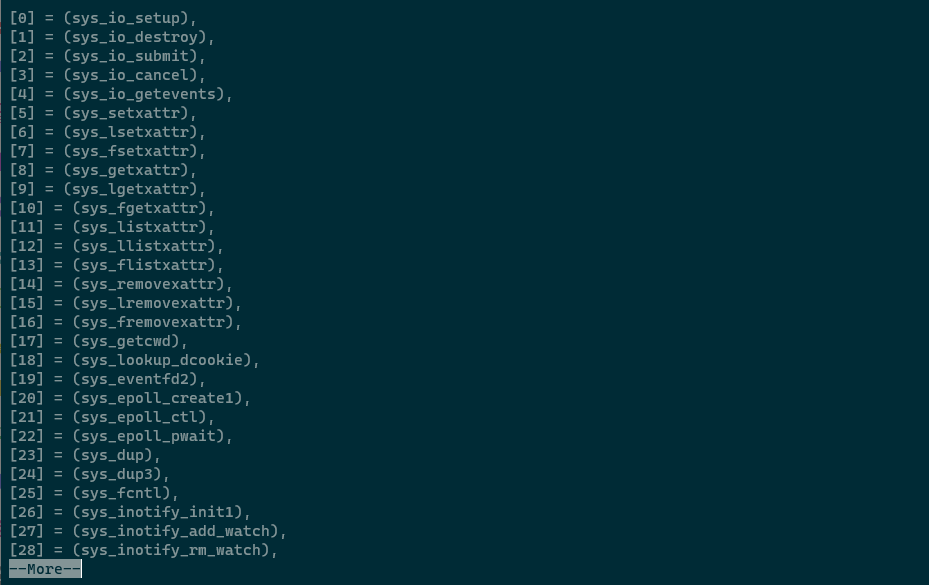 [0] = (sys_io_setup),
[1] = (sys_io_destroy),
[2] = (sys_io_submit),
[3] = (sys_io_cancel),
[4] = (sys_io_getevents),
[5] = (sys_setxattr),
[6] = (sys_lsetxattr),
[7] = (sys_fsetxattr),
[8] = (sys_getxattr),
[9] = (sys_lgetxattr),
[10] = (sys_fgetxattr),
[11] = (sys_listxattr),
[12] = (sys_llistxattr),
[13] = (sys_flistxattr),
[14] = (sys_removexattr),
[15] = (sys_lremovexattr),
[16] = (sys_fremovexattr),
[17] = (sys_getcwd),
[18] = (sys_lookup_dcookie),
[19] = (sys_eventfd2),
[20] = (sys_epoll_create1),
[21] = (sys_epoll_ctl),
[22] = (sys_epoll_pwait),
[23] = (sys_dup),
[24] = (sys_dup3),
[25] = (sys_fcntl),
[26] = (sys_inotify_init1),
[27] = (sys_inotify_add_watch),
[28] = (sys_inotify_rm_watch),
--More--